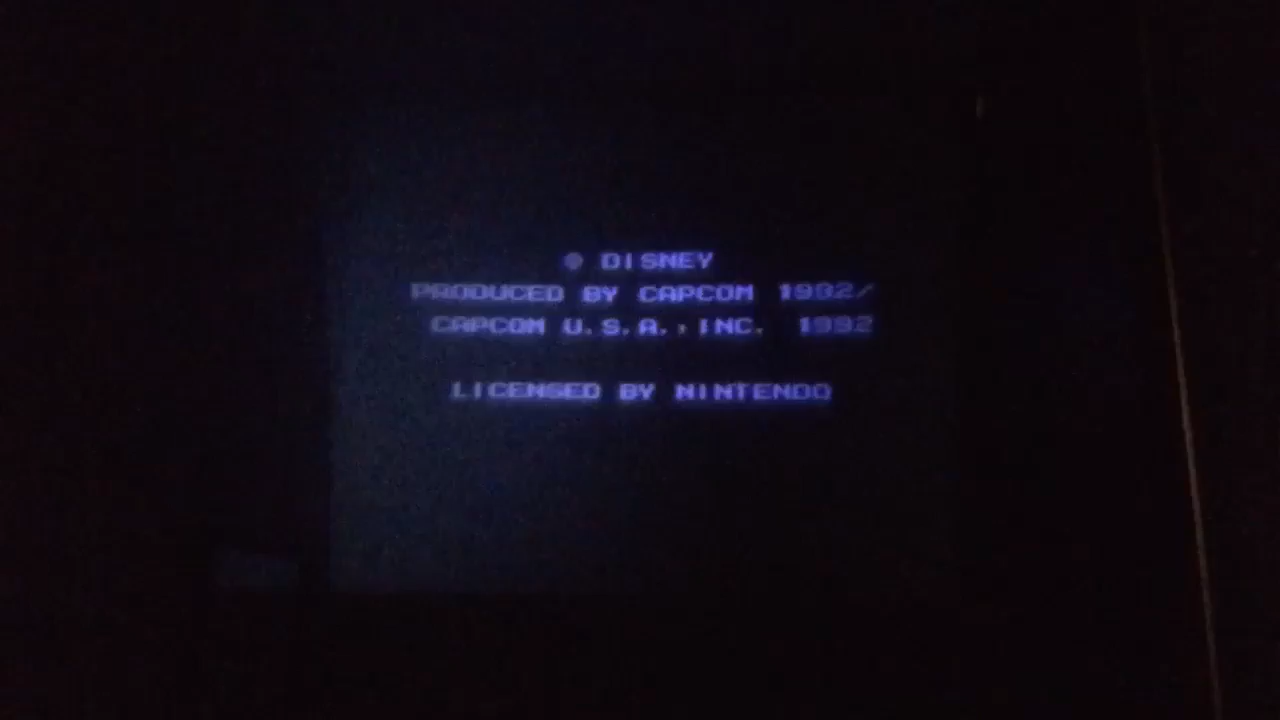 © DISNEY
PRODUCED BY CAPCOM 1992/
CAPCOM U.S.A., INC. 1992
LICENSED BY NINTENDO